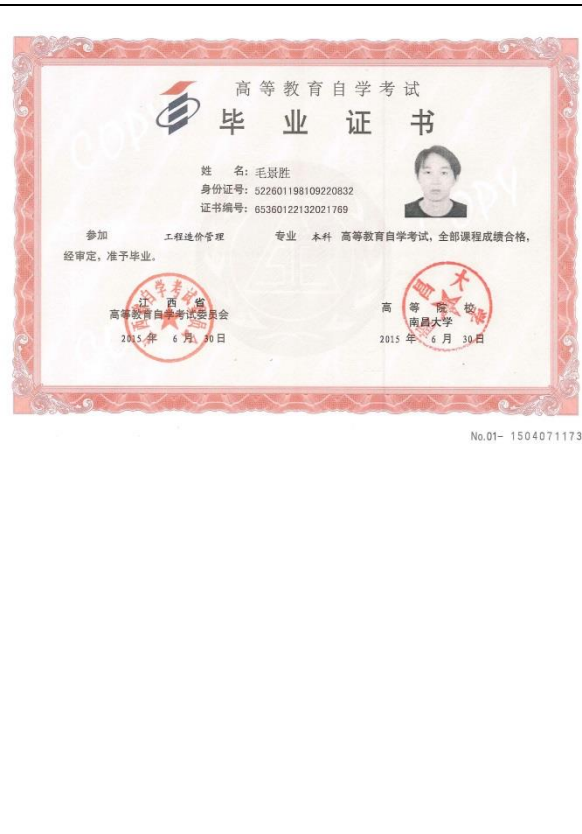 高等教育自学考试
毕业证书
姓 名：毛景胜
身份证号：522601198109220832
证书编号：65360122132021769
参加 工程造价管理 专业 本科 高等教育自学考试，全部课程成绩合格，
经审定，准予毕业。
江 西 省
高等教育自学考试委员会
2015 年 6 月 30 日
高 等 院 校
南昌大学
2015 年 6 月 30 日
No.01- 1504071173
COPY